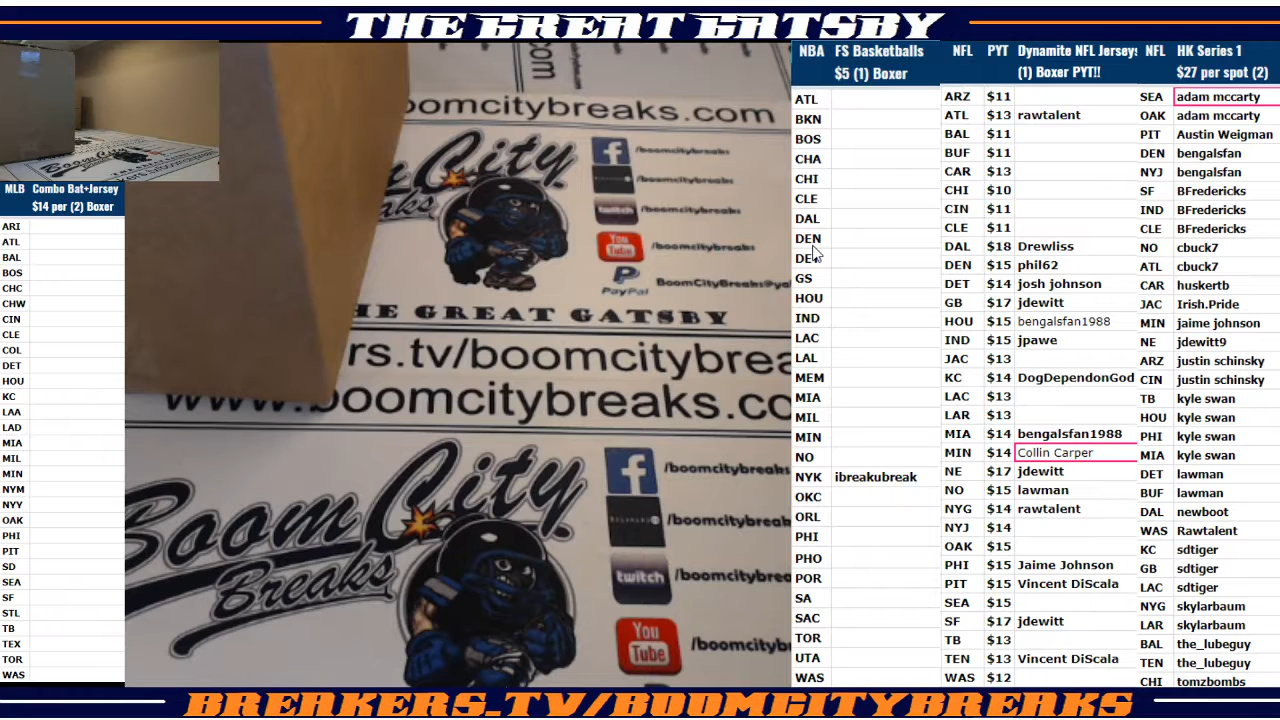 THE GREAT GATSBY
MLB Combo Bat+Jersey
$14 per (2) Boxer
ARI
ATL
BAL
BOS
CHC
CHW
CIN
CLE
COL
DET
HOU
KC
LAA
LAD
MIA
MIL
MIN
NYM
NYY
OAK
PHI
PIT
SD
SEA
SF
STL
TB
TEX
TOR
WAS
.com
oomcitybreaks.com
/boomcitybreaks
/boomcitybreaks
twitch /boomcitybreaks
You Tube /boomcitybreaks
PayPal
HE GREAT GATSBY
rs.tv/boomcitybrea
www.boomcitybreaks.co
BoomCity Breaks
/boomcitybreak
/boomcitybreak
twitch /boomcitybreak
You Tube /boomcityb
NBA FS Basketballs
$5 (1) Boxer
ATL
BKN
BOS
CHA
CHI
CLE
DAL
DEN
GS
HOU
IND
LAC
LAL
MEM
MIA
MIL
MIN
NO
NYK ibreakubreak
OKC
ORL
PHI
PHO
POR
SA
SAC
TOR
UTA
WAS
NFL PYT Dynamite NFL Jerseys
(1) Boxer PYT!!
ARZ $11
ATL $13 rawtalent
BAL $11
BUF $11
CAR $13
CHI $10
CIN $11
CLE $11
DAL $18 Drewliss
DEN $15 phil62
DET $14 josh johnson
GB $17 jdewitt
HOU $15 bengalsfan1988
IND $15 jpawe
JAC $13
KC $14 DogDependonGod
LAC $13
LAR $13
MIA $14 bengalsfan1988
MIN $14 Collin Carper
NE $17 jdewitt
NO $15 lawman
NYG $14 rawtalent
NYJ $14
OAK $15
PHI $15 Jaime Johnson
PIT $15 Vincent DiScala
SEA $15
SF $17 jdewitt
TB $13
TEN $13 Vincent DiScala
WAS $12
NFL HK Series 1
$27 per spot (2)
SEA adam mccarty
OAK adam mccarty
PIT Austin Weigman
DEN bengalsfan
NYJ bengalsfan
SF BFredericks
IND BFredericks
CLE BFredericks
NO cbuck7
ATL cbuck7
CAR huskertb
JAC Irish.Pride
MIN jaime johnson
NE jdewitt9
ARZ justin schinsky
CIN justin schinsky
TB kyle swan
HOU kyle swan
PHI kyle swan
MIA kyle swan
DET lawman
BUF lawman
DAL newboot
WAS Rawtalent
KC sdtiger
GB sdtiger
LAC sdtiger
NYG skylarbaum
LAR skylarbaum
BAL the_lubeguy
TEN the_lubeguy
CHI tomzbombs
BREAKERS.TV/BOOMCITYBREAKS